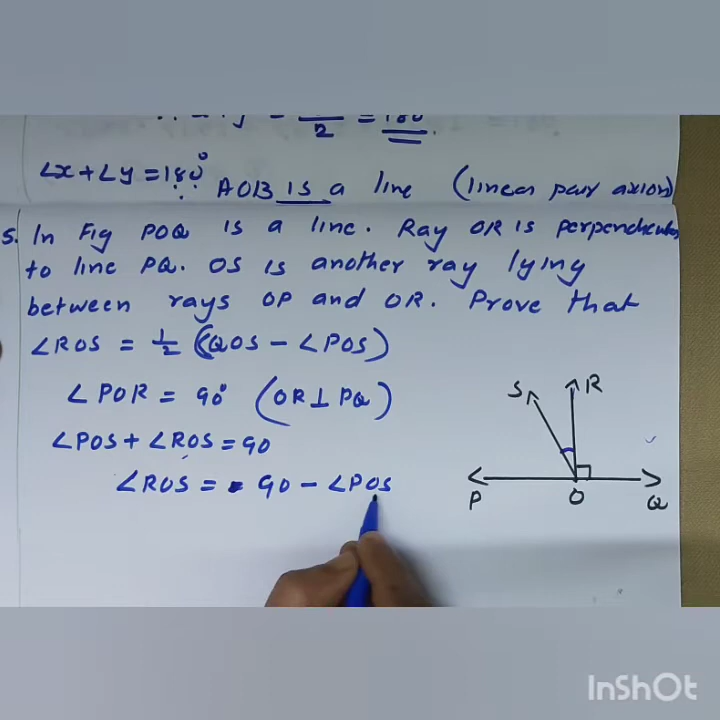 2 = 180
∠x + ∠y = 180°
∴ AOB is a line (linear pair axiom)
5. In Fig POQ is a line. Ray OR is perpendicular
to line PQ. OS is another ray lying
between rays OP and OR. Prove that
∠ROS = 1/2 (QOS - ∠POS)
∠POR = 90° (OR ⊥ PQ)
∠POS + ∠ROS = 90
∠ROS = 90 - ∠POS
S R
P O Q
InShOt